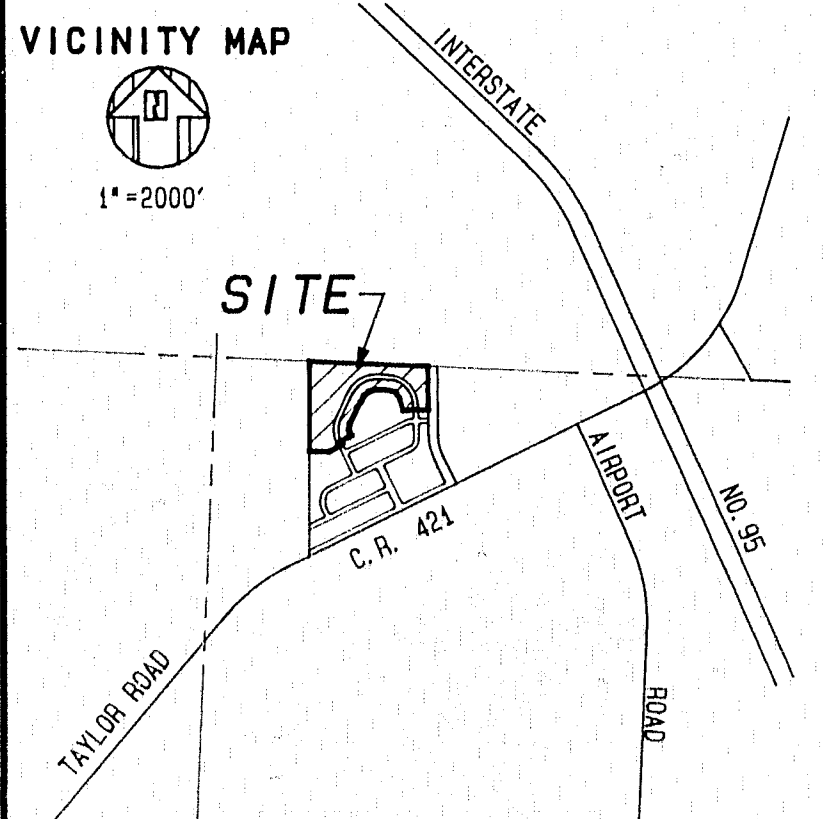 VICINITY MAP
N
1"=2000'
INTERSTATE
SITE
AIRPORT
NO. 95
C. R. 421
TAYLOR ROAD
ROAD